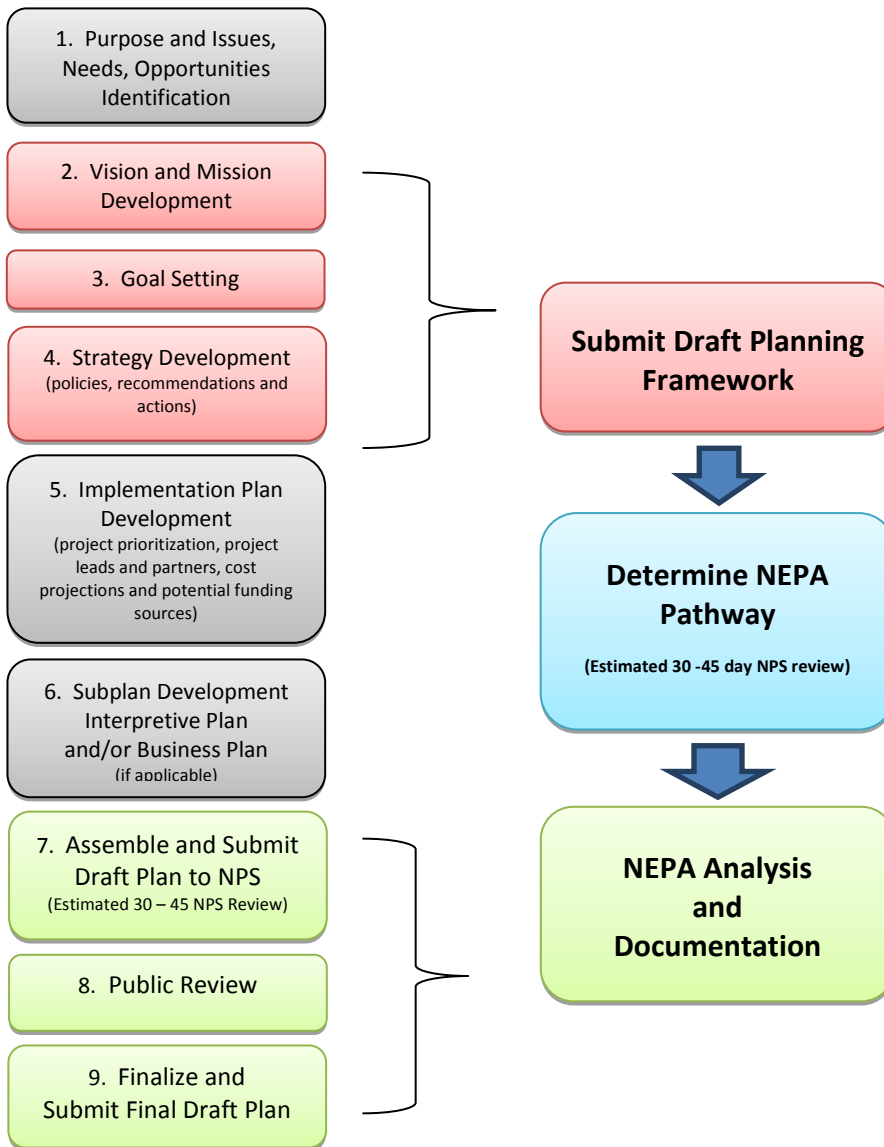 1. Purpose and Issues,
Needs, Opportunities
Identification
2. Vision and Mission
Development
3. Goal Setting
4. Strategy Development
(policies, recommendations and
actions)
5. Implementation Plan
Development
(project prioritization, project
leads and partners, cost
projections and potential funding
sources)
6. Subplan Development
Interpretive Plan
and/or Business Plan
(if applicable)
7. Assemble and Submit
Draft Plan to NPS
(Estimated 30 – 45 NPS Review)
8. Public Review
9. Finalize and
Submit Final Draft Plan
Submit Draft Planning
Framework
Determine NEPA
Pathway
(Estimated 30 -45 day NPS review)
NEPA Analysis
and
Documentation